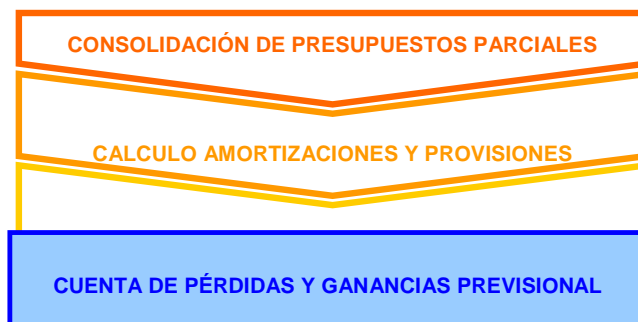 CONSOLIDACIÓN DE PRESUPUESTOS PARCIALES
CALCULO AMORTIZACIONES Y PROVISIONES
CUENTA DE PÉRDIDAS Y GANANCIAS PREVISIONAL